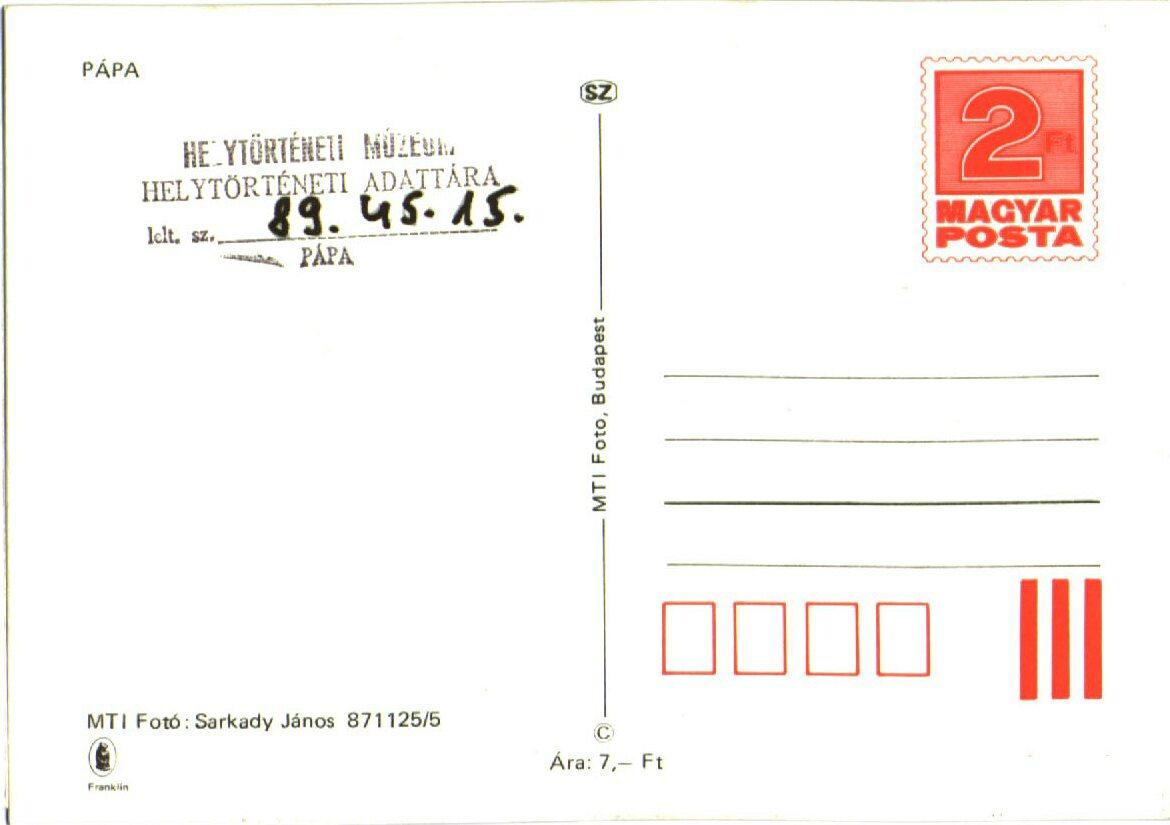 PÁPA
SZ
HELYTÖRTÉNETI MÚZEUM
HELYTÖRTÉNETI ADATTÁRA
lelt. sz. 89. 45. 15.
PÁPA
2 Ft
MAGYAR
POSTA
MTI Foto, Budapest
MTI Fotó: Sarkady János 871125/5
Franklin
©
Ára: 7,— Ft